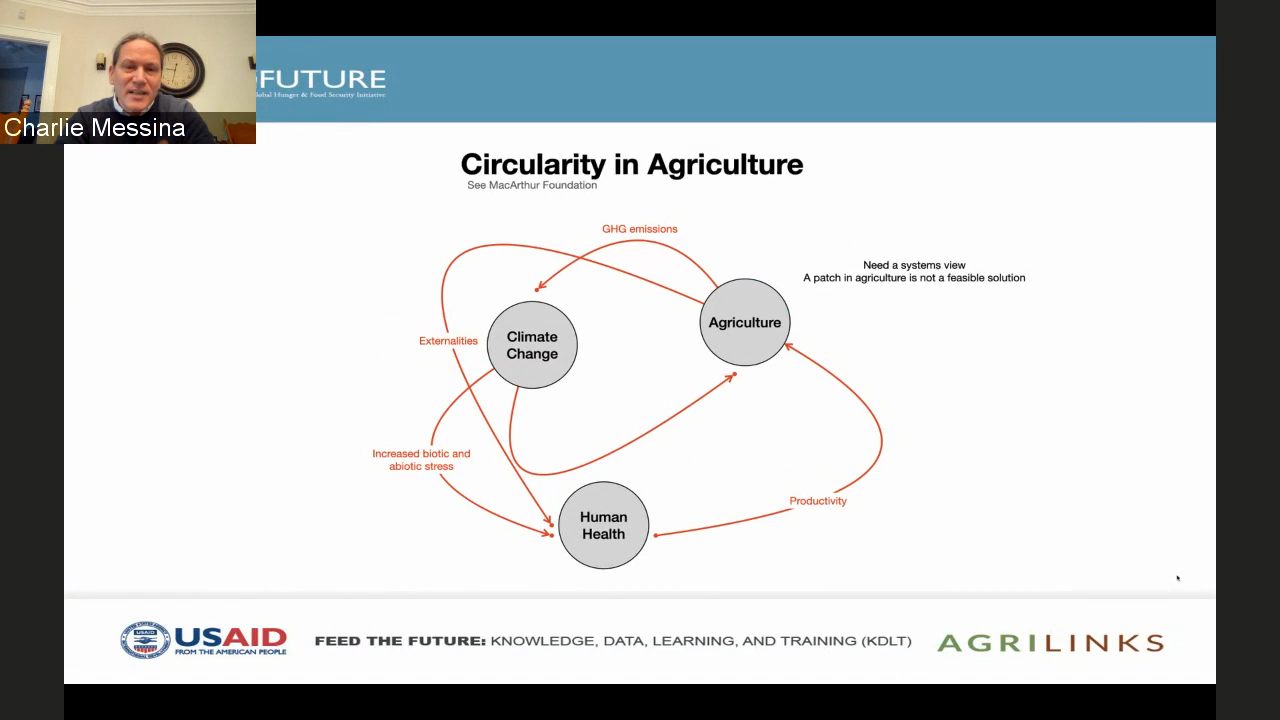 FUTURE
Global Hunger & Food Security Initiative
Charlie Messina
Circularity in Agriculture
See MacArthur Foundation
GHG emissions
Need a systems view
A patch in agriculture is not a feasible solution
Agriculture
Climate
Change
Externalities
Increased biotic and
abiotic stress
Productivity
Human
Health
USAID
USAID
FROM THE AMERICAN PEOPLE
FEED THE FUTURE: KNOWLEDGE, DATA, LEARNING, AND TRAINING (KDLT)
AGRILINKS